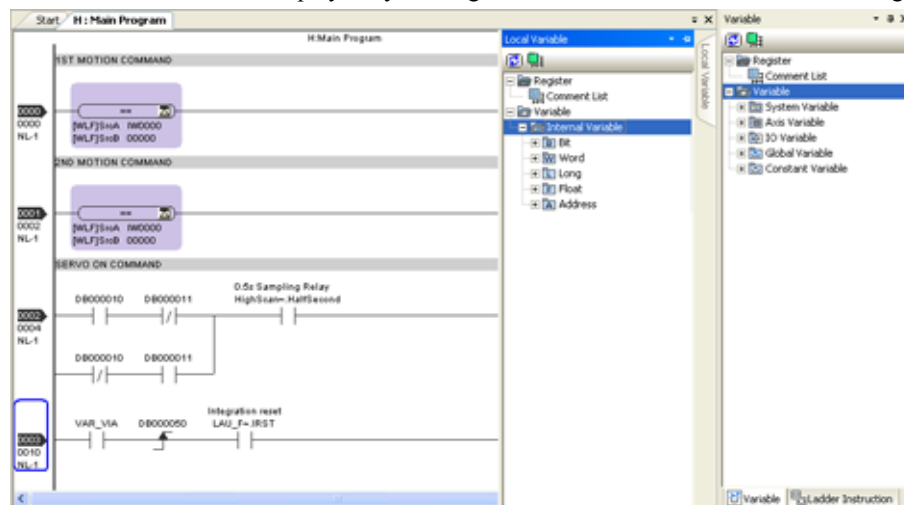 Start H : Main Program
H:Main Program
1ST MOTION COMMAND
0000
0000
NL-1
==
[WLF]SrcA IW0000
[WLF]SrcB 00000
2ND MOTION COMMAND
0001
0002
NL-1
==
[WLF]SrcA IW0000
[WLF]SrcB 00000
SERVO ON COMMAND
0.5s Sampling Relay
DB000010 DB000011 HighScan~.HalfSecond
0002
0004
NL-1
DB000010 DB000011
Integration reset
VAR_VIA DB000050 LAU_F~.IRST
0003
0010
NL-1
Local Variable
Register
Comment List
Variable
Internal Variable
Bit
Word
Long
Float
Address
Local Variable
Variable
Register
Comment List
Variable
System Variable
Axis Variable
IO Variable
Global Variable
Constant Variable
Variable Ladder Instruction